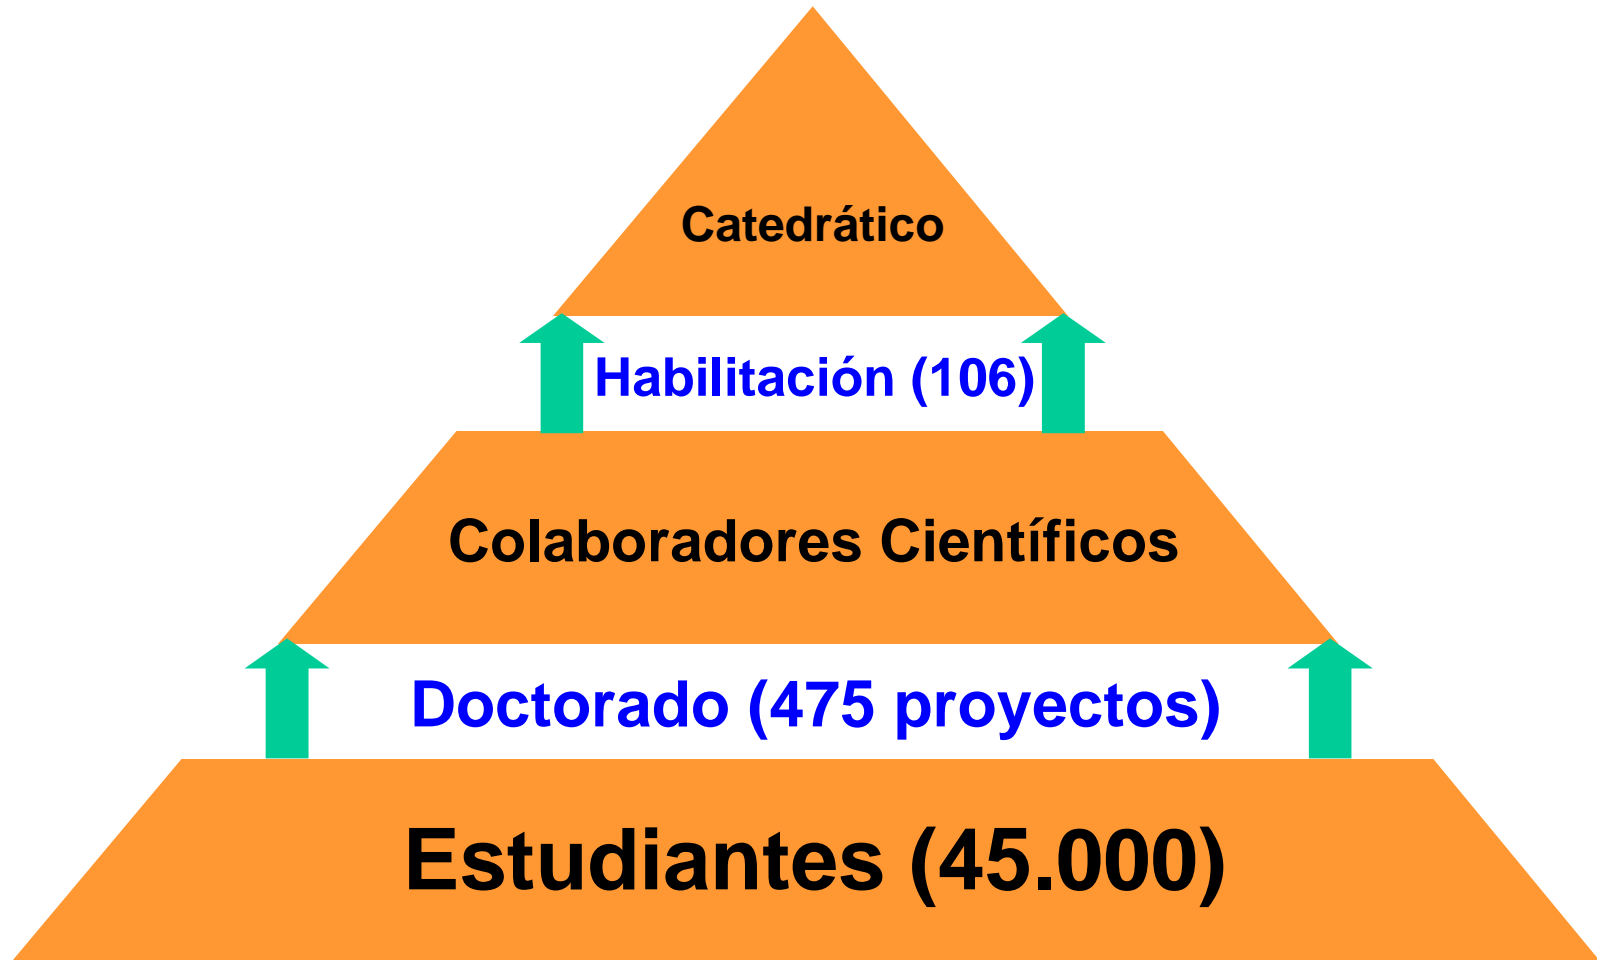 Catedrático
Habilitación (106)
Colaboradores Científicos
Doctorado (475 proyectos)
Estudiantes (45.000)